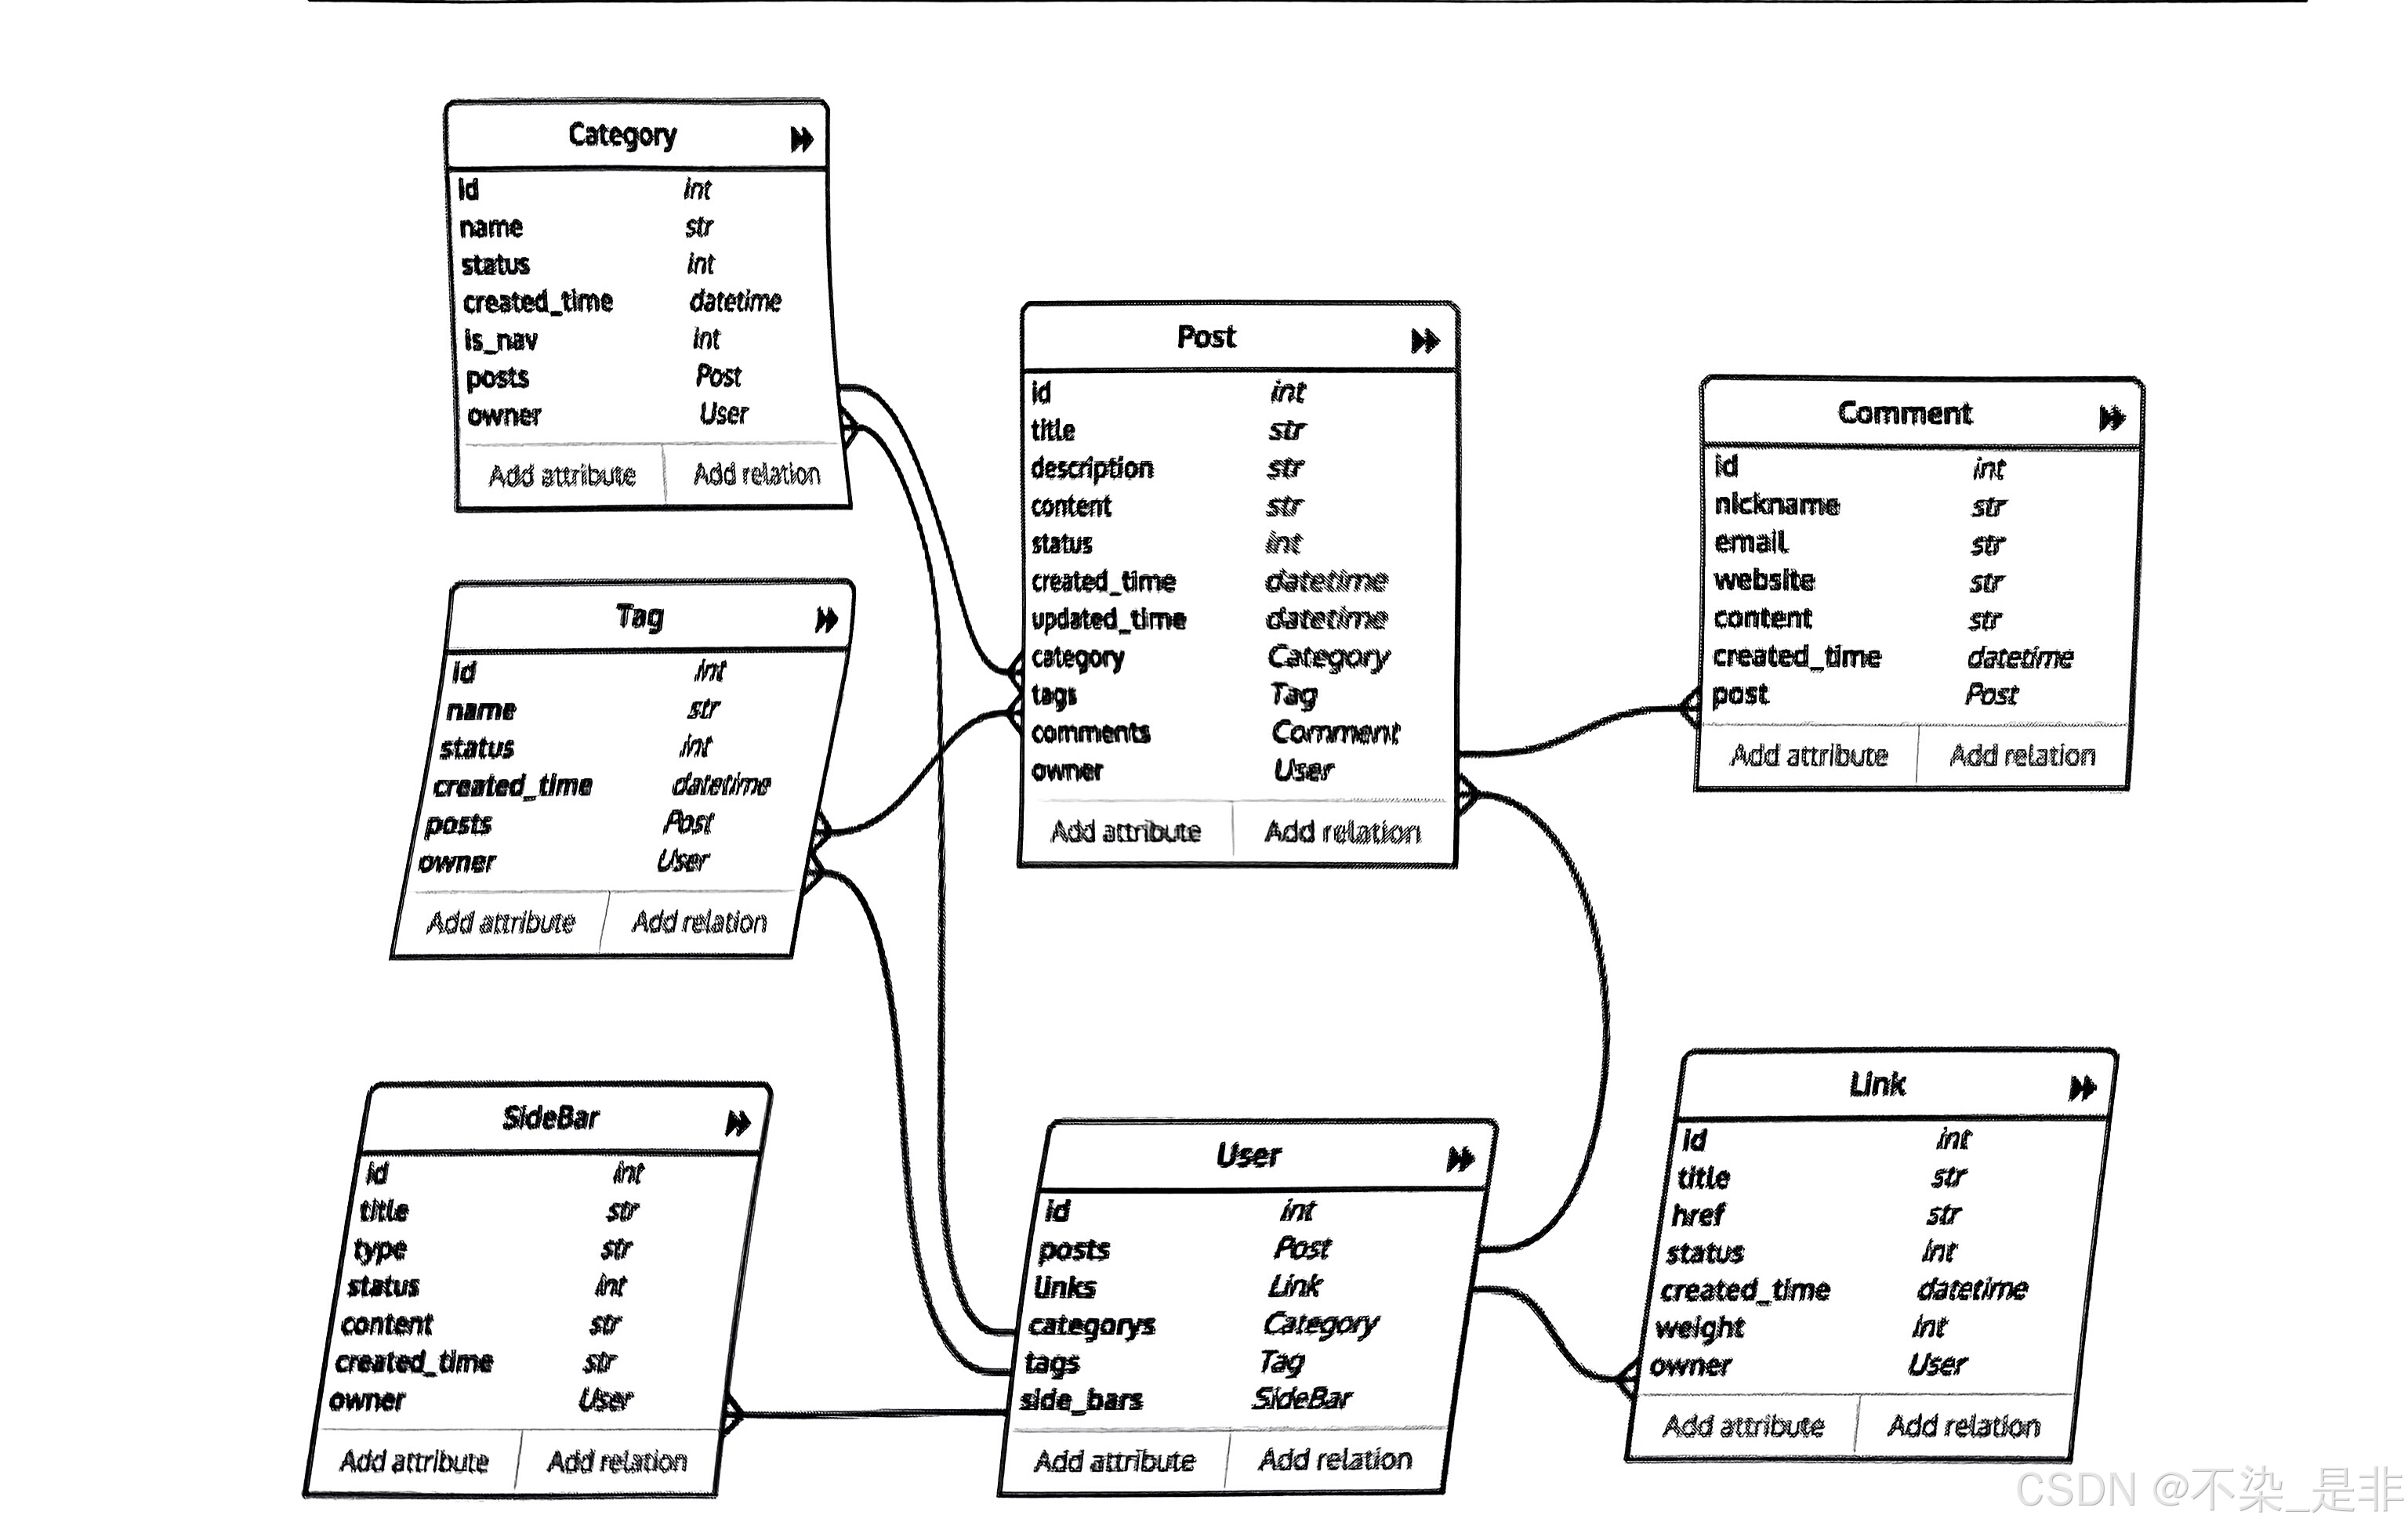 Category
id int
name str
status int
created_time datetime
is_nav int
posts Post
owner User
Add attribute Add relation
Post
id int
title str
description str
content str
status int
created_time datetime
updated_time datetime
category Category
tags Tag
comments Comment
owner User
Add attribute Add relation
Comment
id int
nickname str
email str
website str
content str
created_time datetime
post Post
Add attribute Add relation
Tag
id int
name str
status int
created_time datetime
posts Post
owner User
Add attribute Add relation
SideBar
id int
title str
type str
status int
content str
created_time str
owner User
Add attribute Add relation
User
id int
posts Post
links Link
categorys Category
tags Tag
side_bars SideBar
Add attribute Add relation
Link
id int
title str
href str
status int
created_time datetime
weight int
owner User
Add attribute Add relation
CSDN @不染_是非